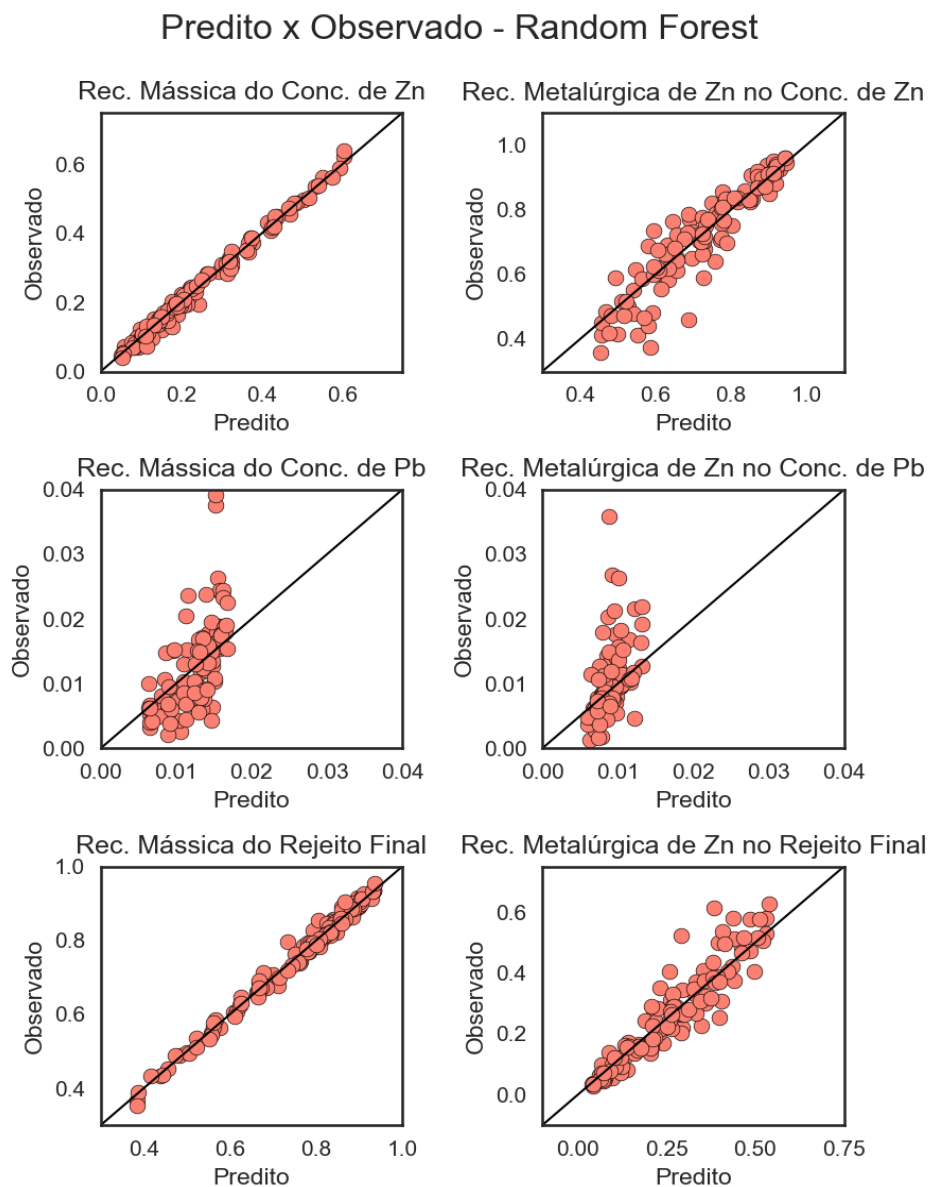 Predito x Observado - Random Forest
Rec. Mássica do Conc. de Zn
Observado
0.6
0.4
0.2
0.0
0.0 0.2 0.4 0.6
Predito
Rec. Metalúrgica de Zn no Conc. de Zn
Observado
1.0
0.8
0.6
0.4
0.4 0.6 0.8 1.0
Predito
Rec. Mássica do Conc. de Pb
Observado
0.04
0.03
0.02
0.01
0.00
0.00 0.01 0.02 0.03 0.04
Predito
Rec. Metalúrgica de Zn no Conc. de Pb
Observado
0.04
0.03
0.02
0.01
0.00
0.00 0.01 0.02 0.03 0.04
Predito
Rec. Mássica do Rejeito Final
Observado
1.0
0.8
0.6
0.4
0.4 0.6 0.8 1.0
Predito
Rec. Metalúrgica de Zn no Rejeito Final
Observado
0.6
0.4
0.2
0.0
0.00 0.25 0.50 0.75
Predito